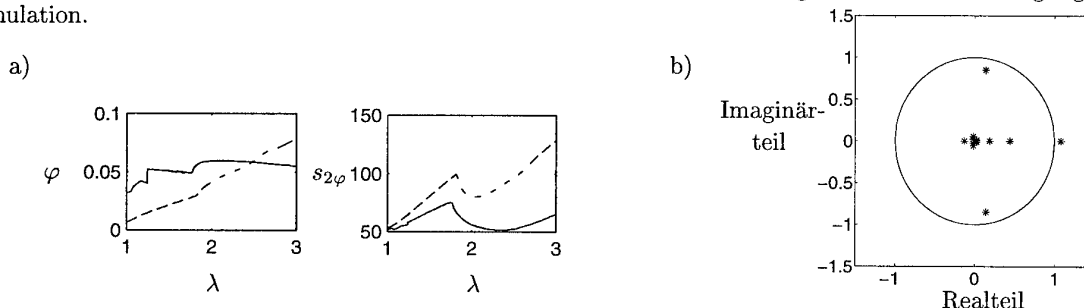 nulation.
a)
0.1
0.05
0
φ
1 2 3
λ
150
100
50
s2φ
1 2 3
λ
b)
Imaginär-
teil
1.5
1
0.5
0
−0.5
−1
−1.5
−1 0 1
Realteil